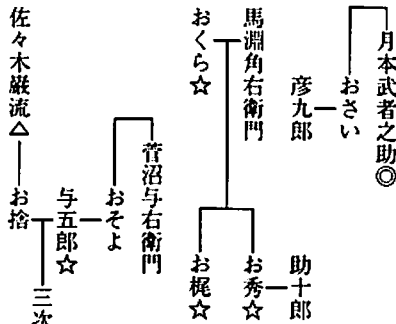 月本武者之助◎
おさい
彦九郎
馬淵角右衛門
おくら☆
助十郎
お秀☆
お梶☆
菅沼与右衛門
おそよ
与五郎☆
お捨
三次
佐々木巌流△